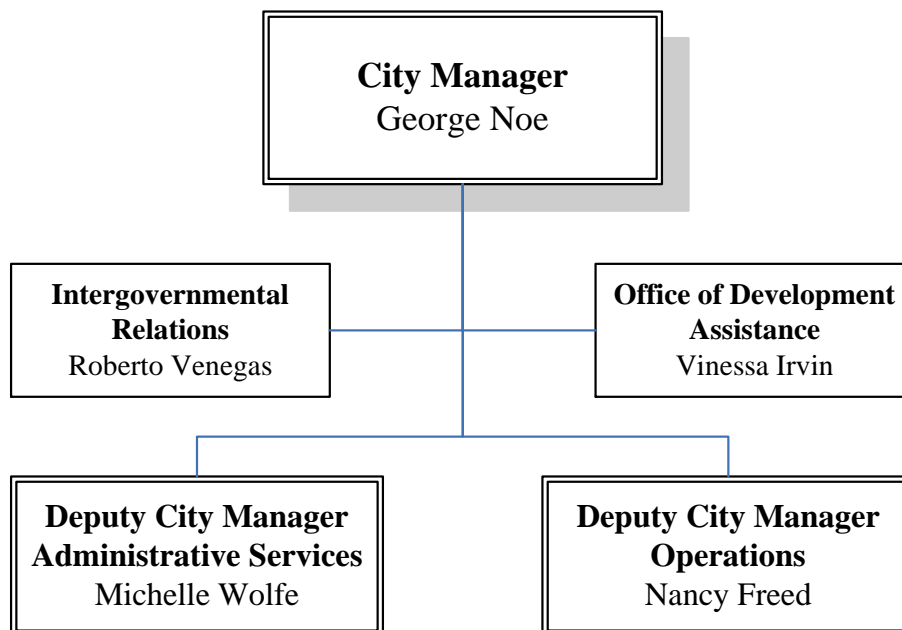 City Manager
George Noe
Intergovernmental
Relations
Roberto Venegas
Office of Development
Assistance
Vinessa Irvin
Deputy City Manager
Administrative Services
Michelle Wolfe
Deputy City Manager
Operations
Nancy Freed